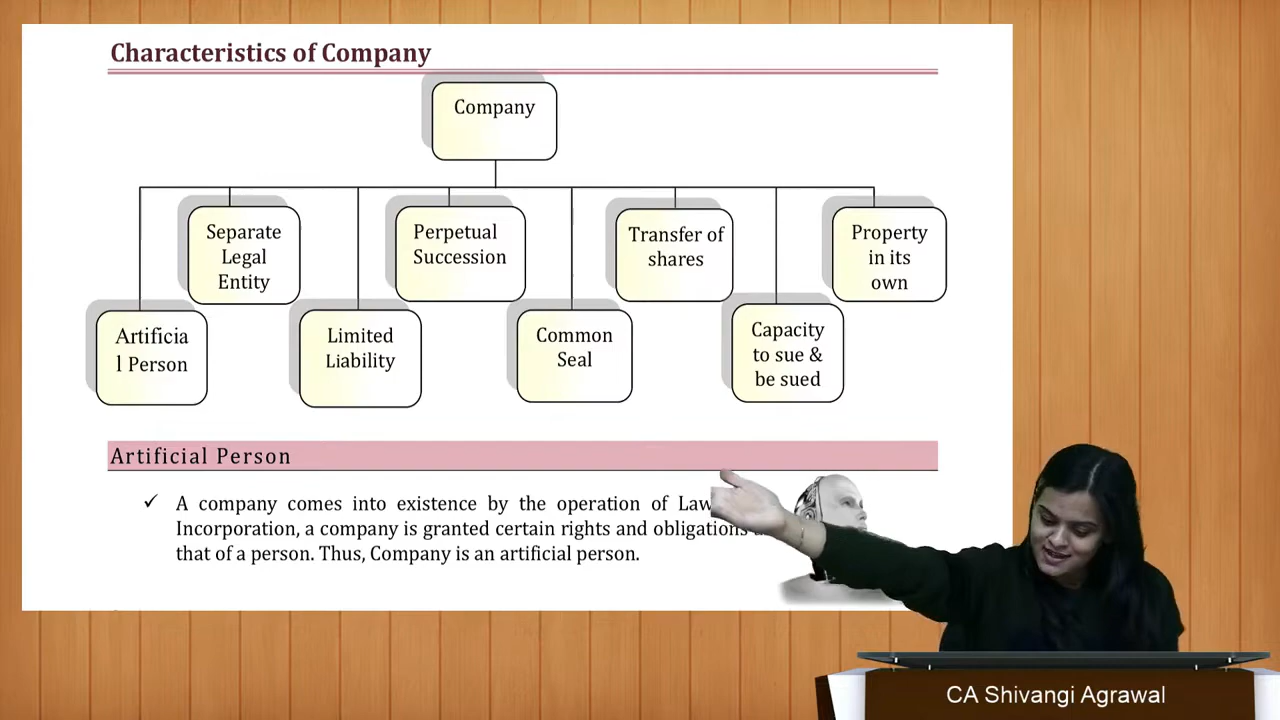 Characteristics of Company
Company
Separate
Legal
Entity
Perpetual
Succession
Transfer of
shares
Property
in its
own
Artificia
l Person
Limited
Liability
Common
Seal
Capacity
to sue &
be sued
Artificial Person
✓ A company comes into existence by the operation of Law
Incorporation, a company is granted certain rights and obligations
that of a person. Thus, Company is an artificial person.
CA Shivangi Agrawal